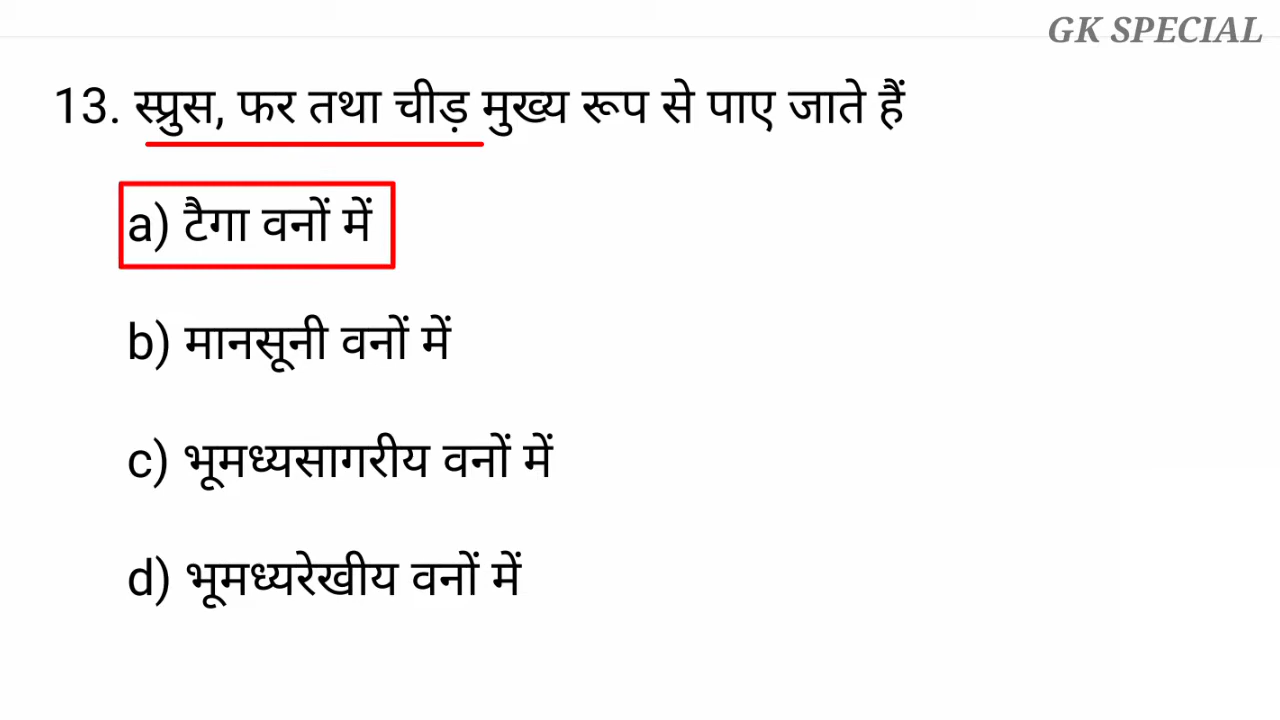 GK SPECIAL
13. स्प्रुस, फर तथा चीड़ मुख्य रूप से पाए जाते हैं
a) टैगा वनों में
b) मानसूनी वनों में
c) भूमध्यसागरीय वनों में
d) भूमध्यरेखीय वनों में